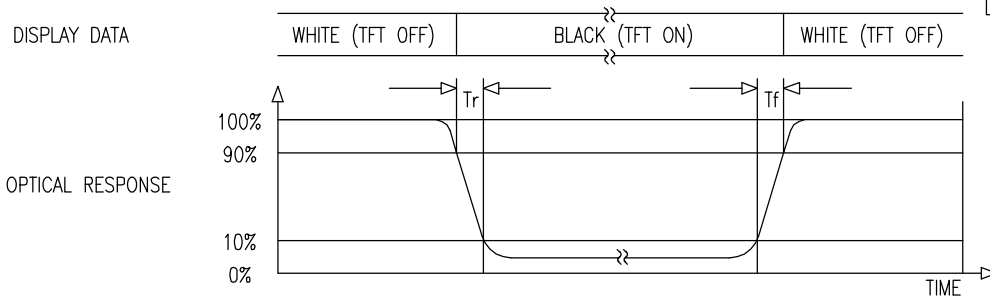 DISPLAY DATA
WHITE (TFT OFF)
BLACK (TFT ON)
WHITE (TFT OFF)
Tr
Tf
100%
90%
OPTICAL RESPONSE
10%
0%
TIME